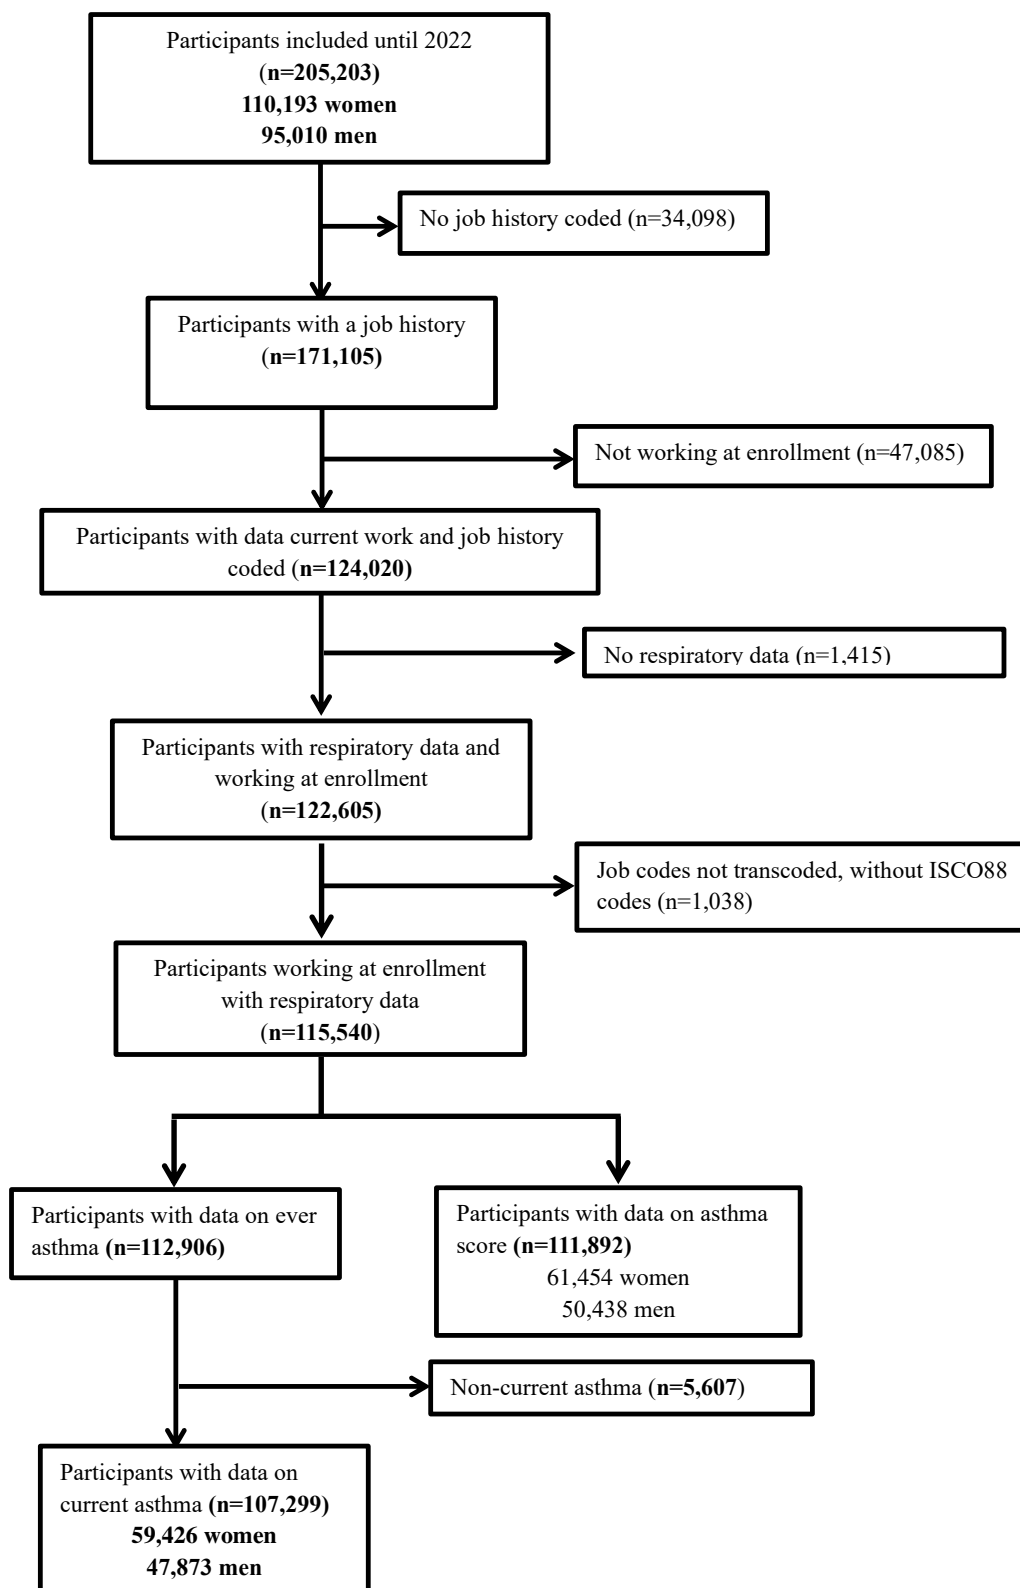 Participants included until 2022
(n=205,203)
110,193 women
95,010 men
No job history coded (n=34,098)
Participants with a job history
(n=171,105)
Not working at enrollment (n=47,085)
Participants with data current work and job history
coded (n=124,020)
No respiratory data (n=1,415)
Participants with respiratory data and
working at enrollment
(n=122,605)
Job codes not transcoded, without ISCO88
codes (n=1,038)
Participants working at enrollment
with respiratory data
(n=115,540)
Participants with data on ever
asthma (n=112,906)
Participants with data on asthma
score (n=111,892)
61,454 women
50,438 men
Non-current asthma (n=5,607)
Participants with data on
current asthma (n=107,299)
59,426 women
47,873 men